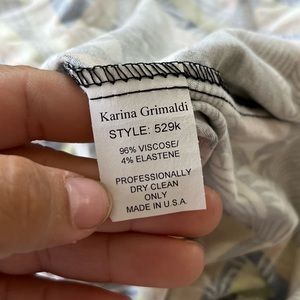 Karina Grimaldi
STYLE: 529k
96% VISCOSE/
4% ELASTENE
PROFESSIONALLY
DRY CLEAN
ONLY
MADE IN U.S.A.